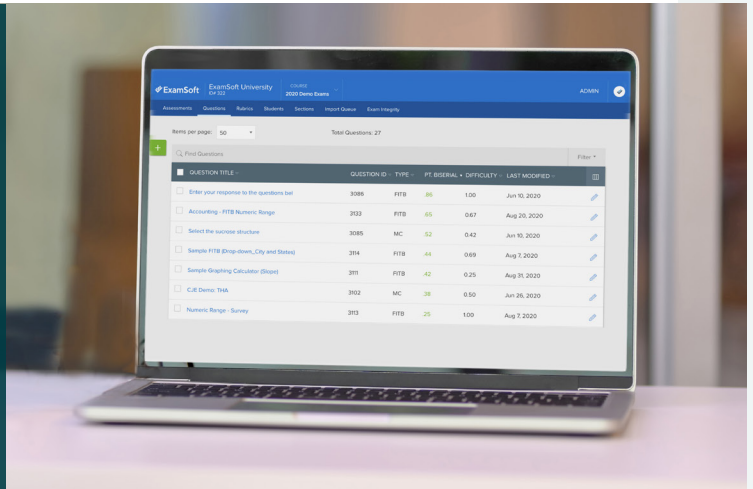 ExamSoft ExamSoft University COURSE ADMIN
ID# 322 2020 Demo Exams
Assessments Questions Rubrics Students Sections Import Queue Exam Integrity
Items per page: 50 Total Questions: 27
+
Find Questions Filter
QUESTION TITLE QUESTION ID TYPE PT. BISERIAL DIFFICULTY LAST MODIFIED
Enter your response to the questions bel 3086 FITB .86 1.00 Jun 10, 2020
Accounting - FITB Numeric Range 3133 FITB .65 0.67 Aug 20, 2020
Select the sucrose structure 3085 MC .52 0.42 Jun 10, 2020
Sample FITB (Drop-down_City and States) 3114 FITB .44 0.69 Aug 7, 2020
Sample Graphing Calculator (Slope) 3111 FITB .42 0.25 Aug 31, 2020
CJE Demo: THA 3102 MC .38 0.50 Jun 26, 2020
Numeric Range - Survey 3113 FITB .25 1.00 Aug 7, 2020